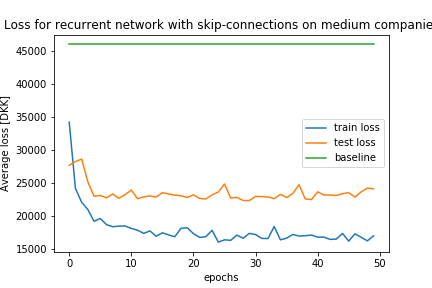 Loss for recurrent network with skip-connections on medium companie
Average loss [DKK]
45000
40000
35000
30000
25000
20000
15000
train loss
test loss
baseline
0 10 20 30 40 50
epochs